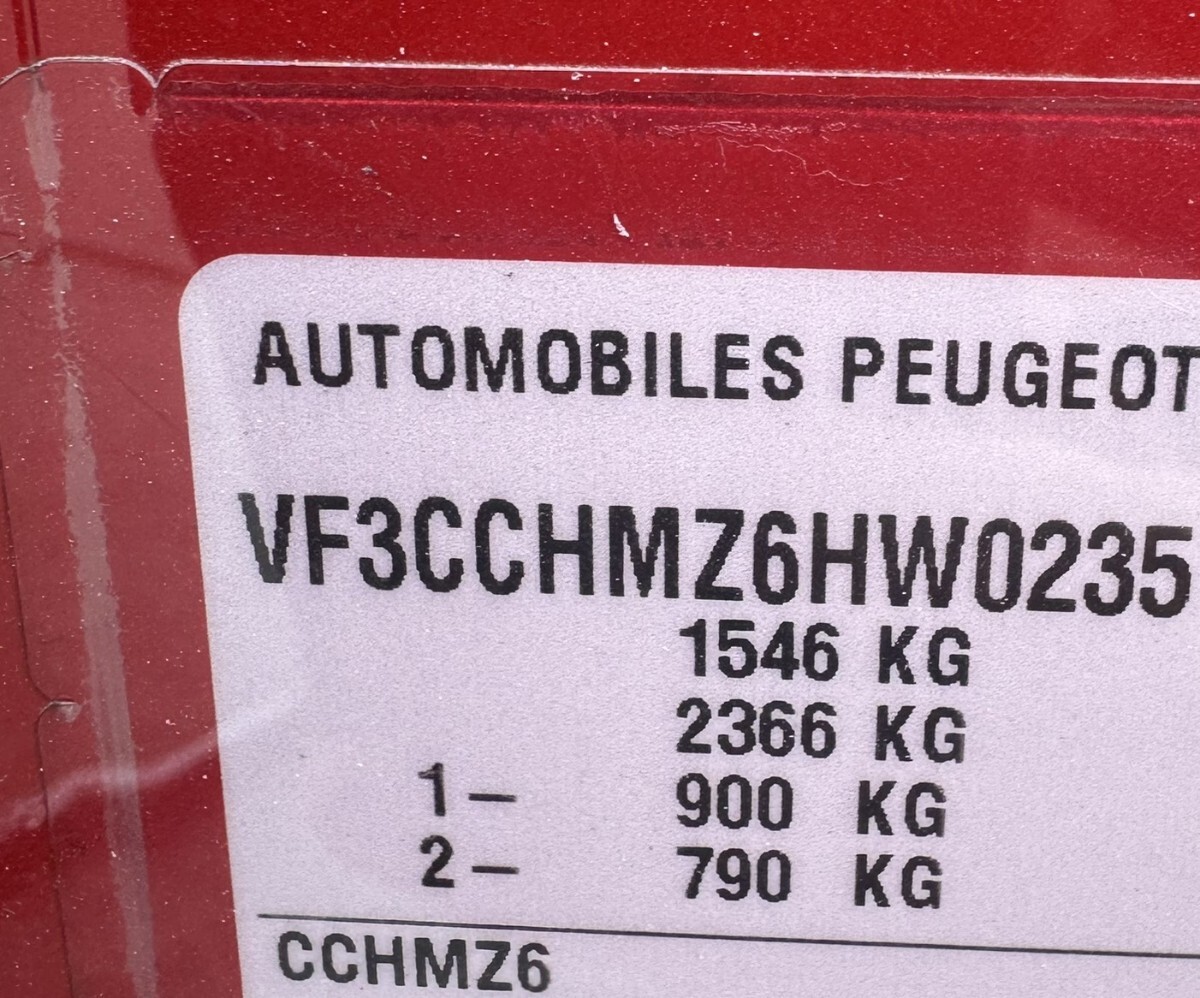 AUTOMOBILES PEUGEOT
VF3CCHMZ6HW0235
1546 KG
2366 KG
1– 900 KG
2– 790 KG
CCHMZ6